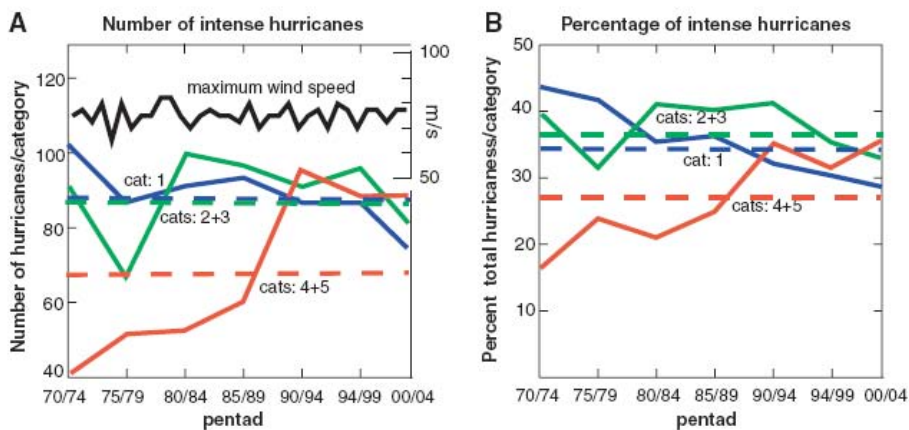 A
Number of intense hurricanes
Number of hurricanes/category
120
100
80
60
40
100
50
m/s
maximum wind speed
cat: 1
cats: 2+3
cats: 4+5
70/74 75/79 80/84 85/89 90/94 94/99 00/04
pentad
B
Percentage of intense hurricanes
Percent total hurricaness/category
50
40
30
20
10
cats: 2+3
cat: 1
cats: 4+5
70/74 75/79 80/84 85/89 90/94 94/99 00/04
pentad